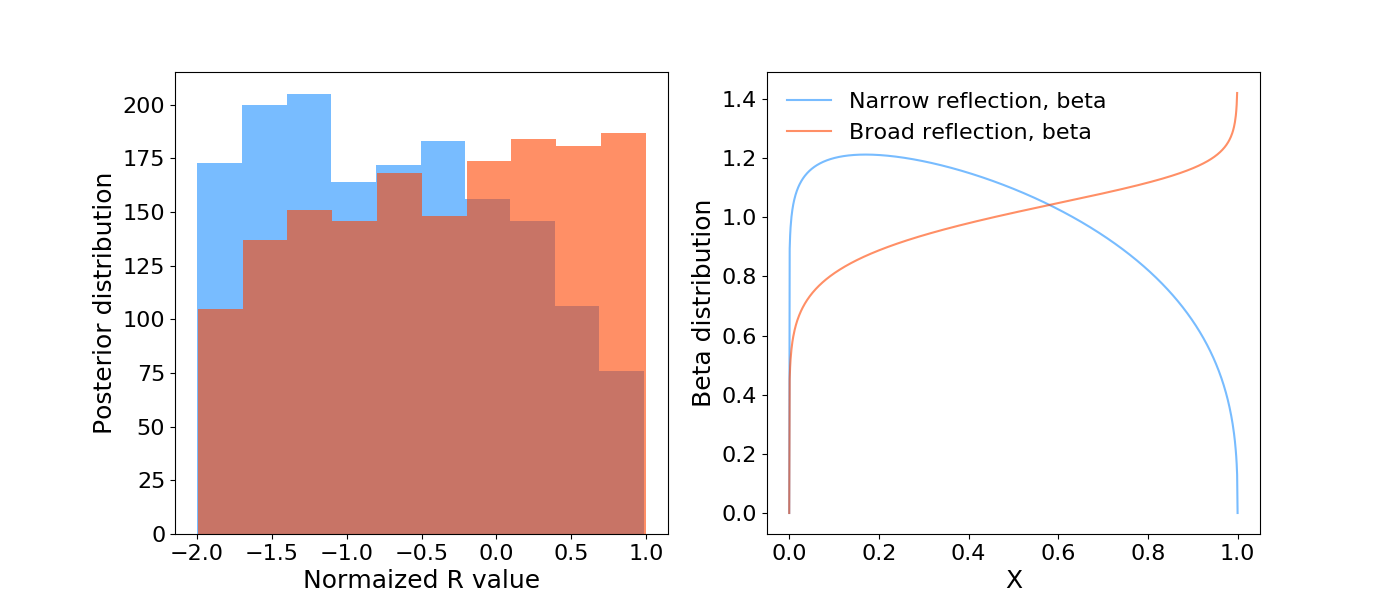 200
175
150
125
100
75
50
25
0
Posterior distribution
−2.0 −1.5 −1.0 −0.5 0.0 0.5 1.0
Normaized R value
Narrow reflection, beta
Broad reflection, beta
1.4
1.2
1.0
0.8
0.6
0.4
0.2
0.0
Beta distribution
0.0 0.2 0.4 0.6 0.8 1.0
X